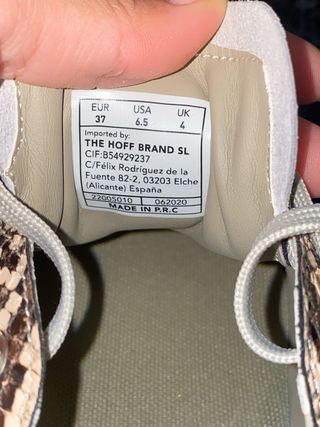 EUR USA UK
37 6.5 4
Imported by:
THE HOFF BRAND SL
CIF:B54929237
C/Félix Rodríguez de la
Fuente 82-2, 03203 Elche
(Alicante) España
22005010 062020
MADE IN P.R.C